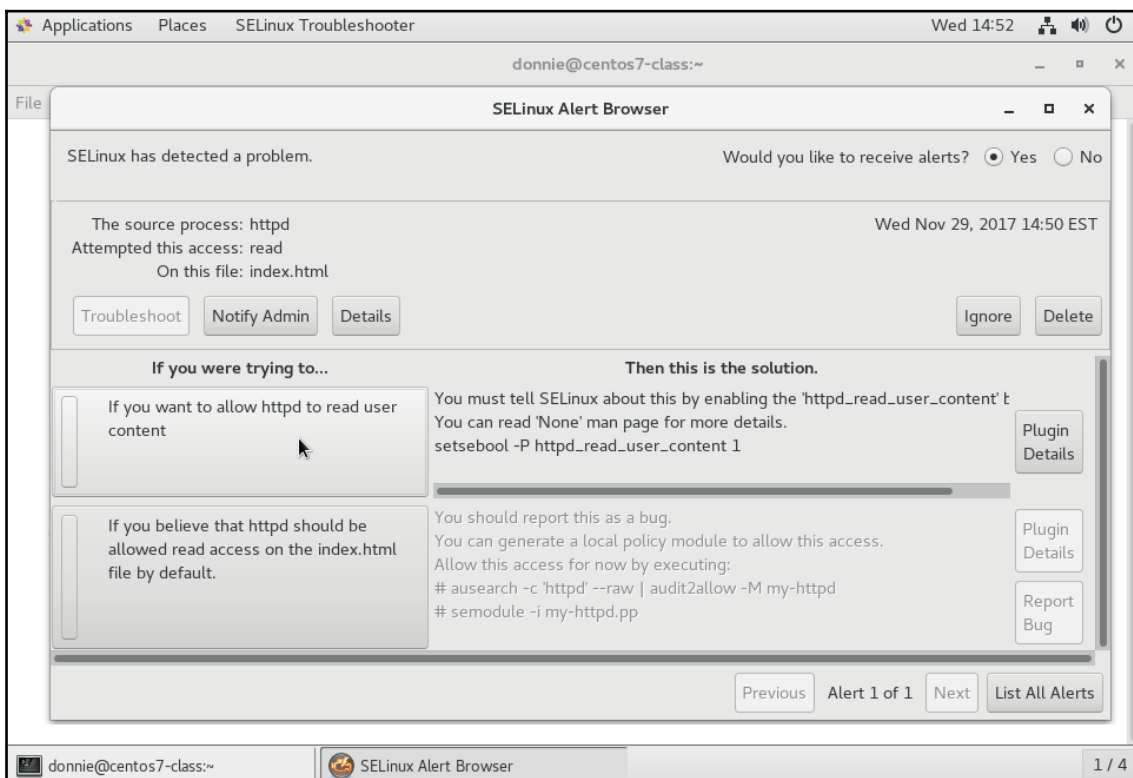 Applications Places SELinux Troubleshooter Wed 14:52
donnie@centos7-class:~
File
SELinux Alert Browser
SELinux has detected a problem. Would you like to receive alerts? Yes No
The source process: httpd Wed Nov 29, 2017 14:50 EST
Attempted this access: read
On this file: index.html
Troubleshoot Notify Admin Details Ignore Delete
If you were trying to... Then this is the solution.
If you want to allow httpd to read user
content
You must tell SELinux about this by enabling the 'httpd_read_user_content' b
You can read 'None' man page for more details.
setsebool -P httpd_read_user_content 1
Plugin
Details
If you believe that httpd should be
allowed read access on the index.html
file by default.
You should report this as a bug.
You can generate a local policy module to allow this access.
Allow this access for now by executing:
# ausearch -c 'httpd' --raw | audit2allow -M my-httpd
# semodule -i my-httpd.pp
Plugin
Details
Report
Bug
Previous Alert 1 of 1 Next List All Alerts
donnie@centos7-class:~ SELinux Alert Browser 1 / 4